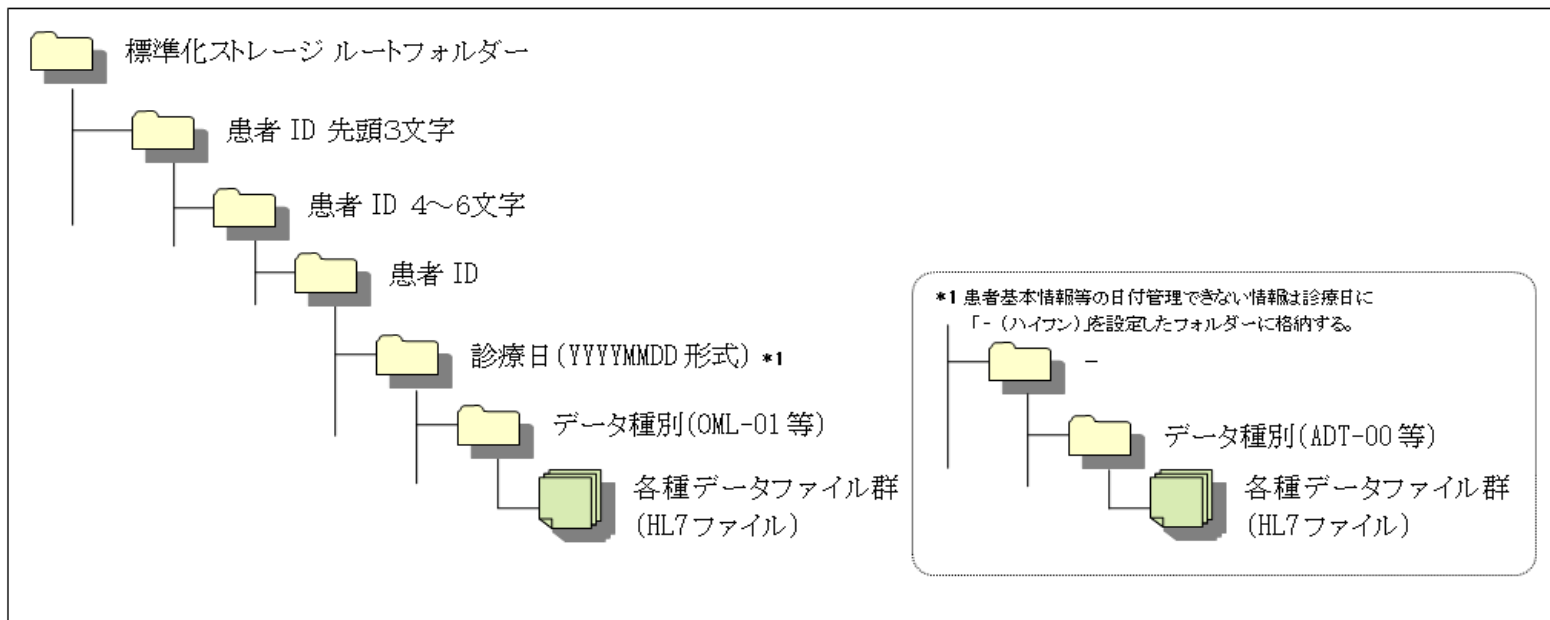 標準化ストレージ ルートフォルダー
患者 ID 先頭3文字
患者 ID 4～6文字
患者 ID
診療日(YYYYMMDD 形式) *1
データ種別(OML-01 等)
各種データファイル群
(HL7ファイル)
*1 患者基本情報等の日付管理できない情報は診療日に
「-（ハイフン）」を設定したフォルダーに格納する。
-
データ種別(ADT-00 等)
各種データファイル群
(HL7ファイル)